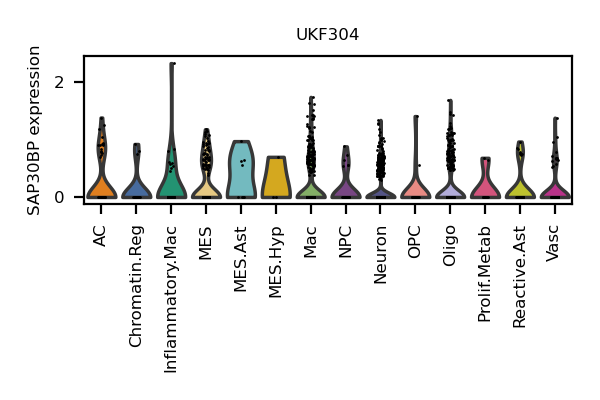 UKF304
SAP30BP expression
2
0
AC
Chromatin.Reg
Inflammatory.Mac
MES
MES.Ast
MES.Hyp
Mac
NPC
Neuron
OPC
Oligo
Prolif.Metab
Reactive.Ast
Vasc